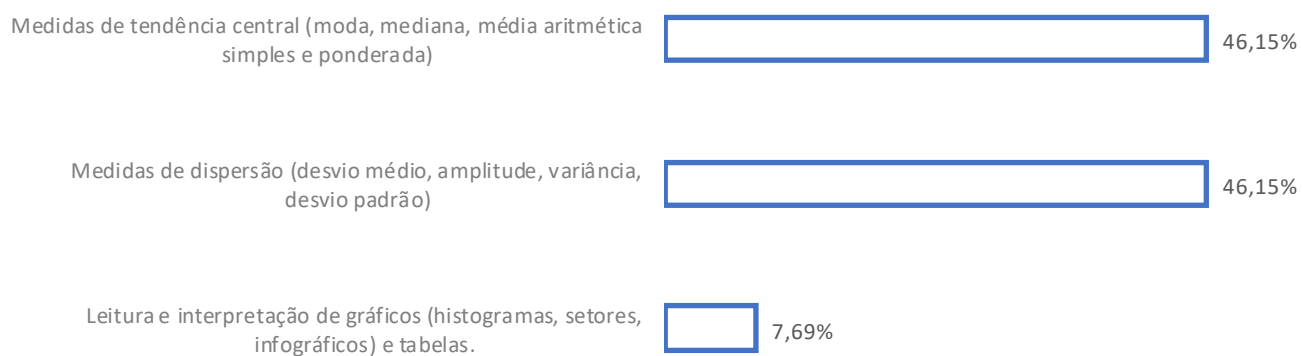 Medidas de tendência central (moda, mediana, média aritmética
simples e ponderada)
46,15%
Medidas de dispersão (desvio médio, amplitude, variância,
desvio padrão)
46,15%
Leitura e interpretação de gráficos (histogramas, setores,
infográficos) e tabelas.
7,69%